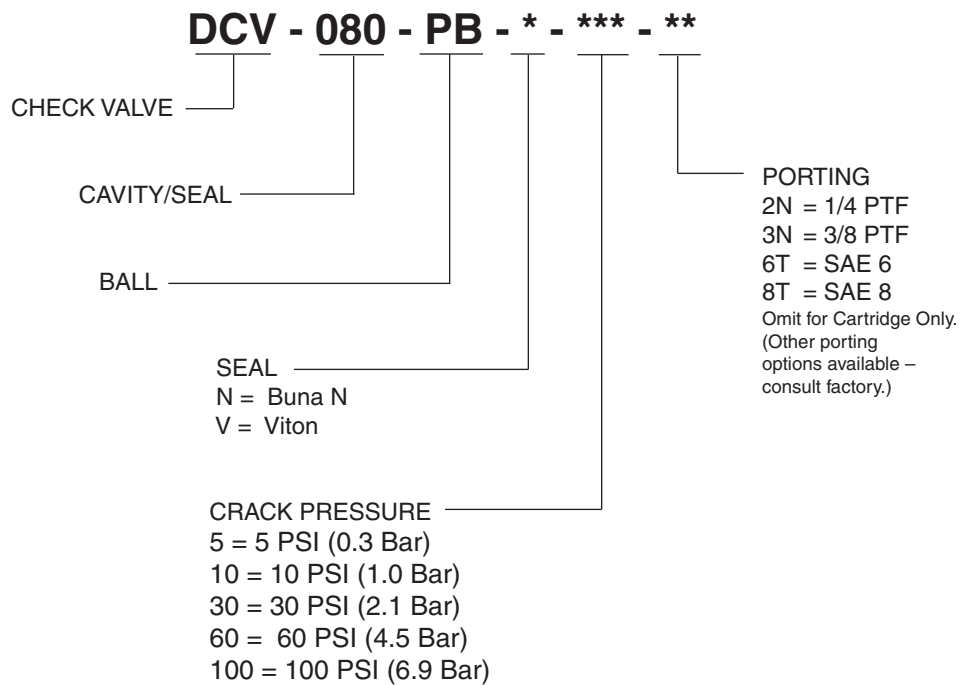 DCV - 080 - PB - * - *** - **
CHECK VALVE
CAVITY/SEAL
BALL
SEAL
N = Buna N
V = Viton
CRACK PRESSURE
5 = 5 PSI (0.3 Bar)
10 = 10 PSI (1.0 Bar)
30 = 30 PSI (2.1 Bar)
60 = 60 PSI (4.5 Bar)
100 = 100 PSI (6.9 Bar)
PORTING
2N = 1/4 PTF
3N = 3/8 PTF
6T = SAE 6
8T = SAE 8
Omit for Cartridge Only.
(Other porting
options available –
consult factory.)